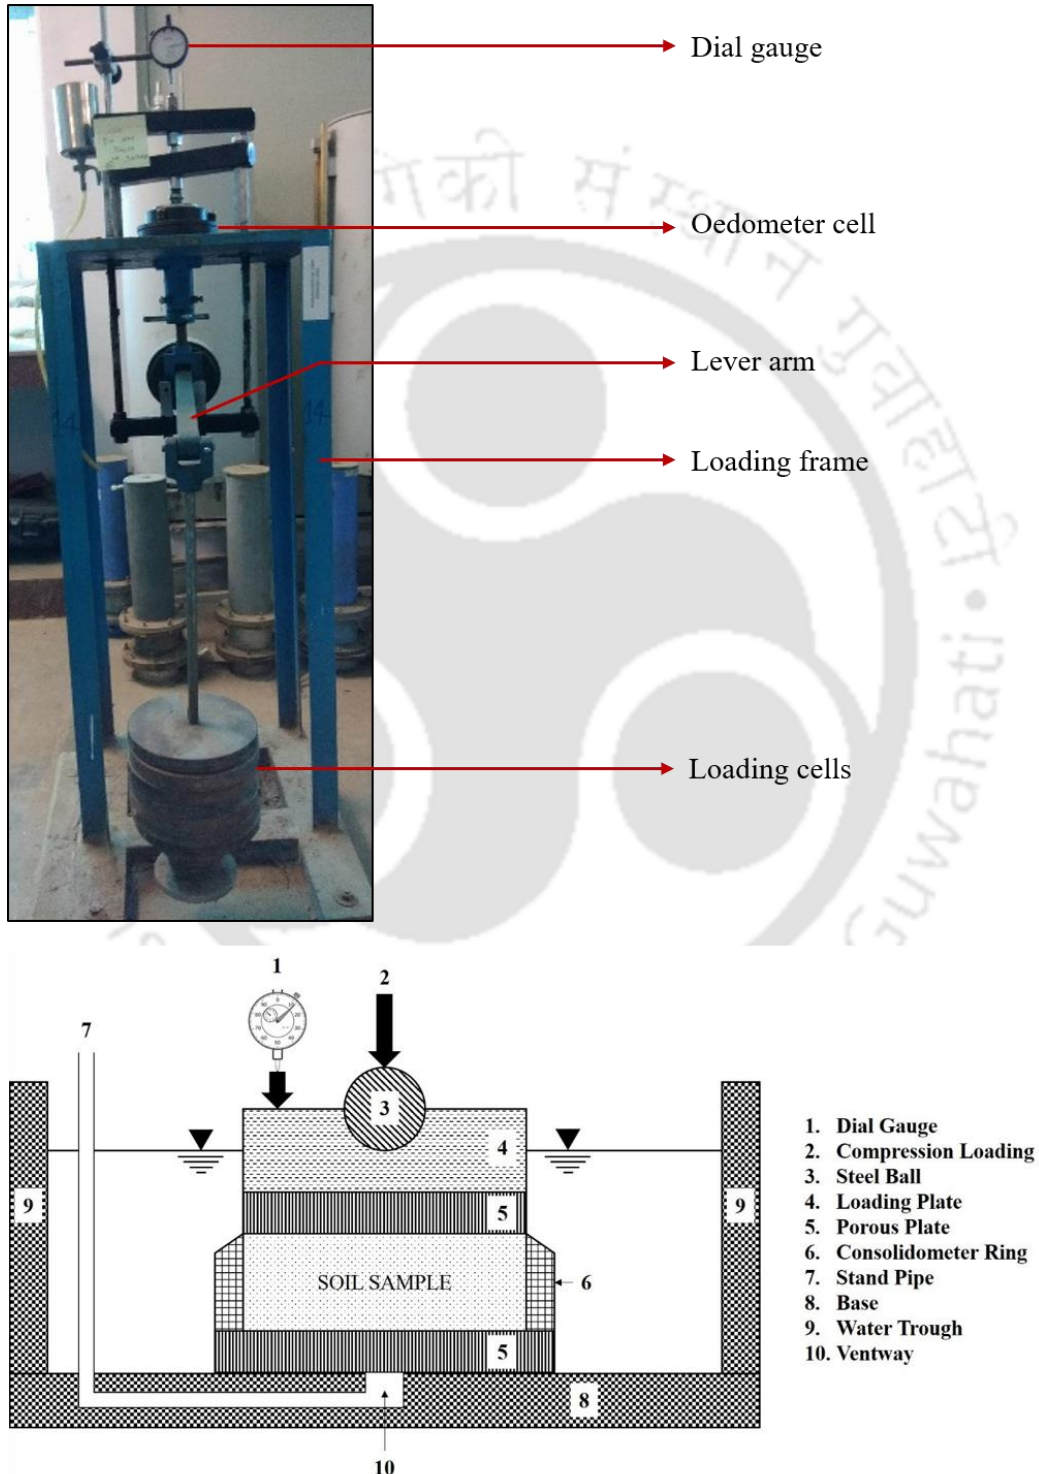 Dial gauge
Oedometer cell
Lever arm
Loading frame
Loading cells
गिकी संस्थान गुवाहाटी • Guwahati
1
2
7
3
4
9
9
5
SOIL SAMPLE
6
5
8
10
1. Dial Gauge
2. Compression Loading
3. Steel Ball
4. Loading Plate
5. Porous Plate
6. Consolidometer Ring
7. Stand Pipe
8. Base
9. Water Trough
10. Ventway